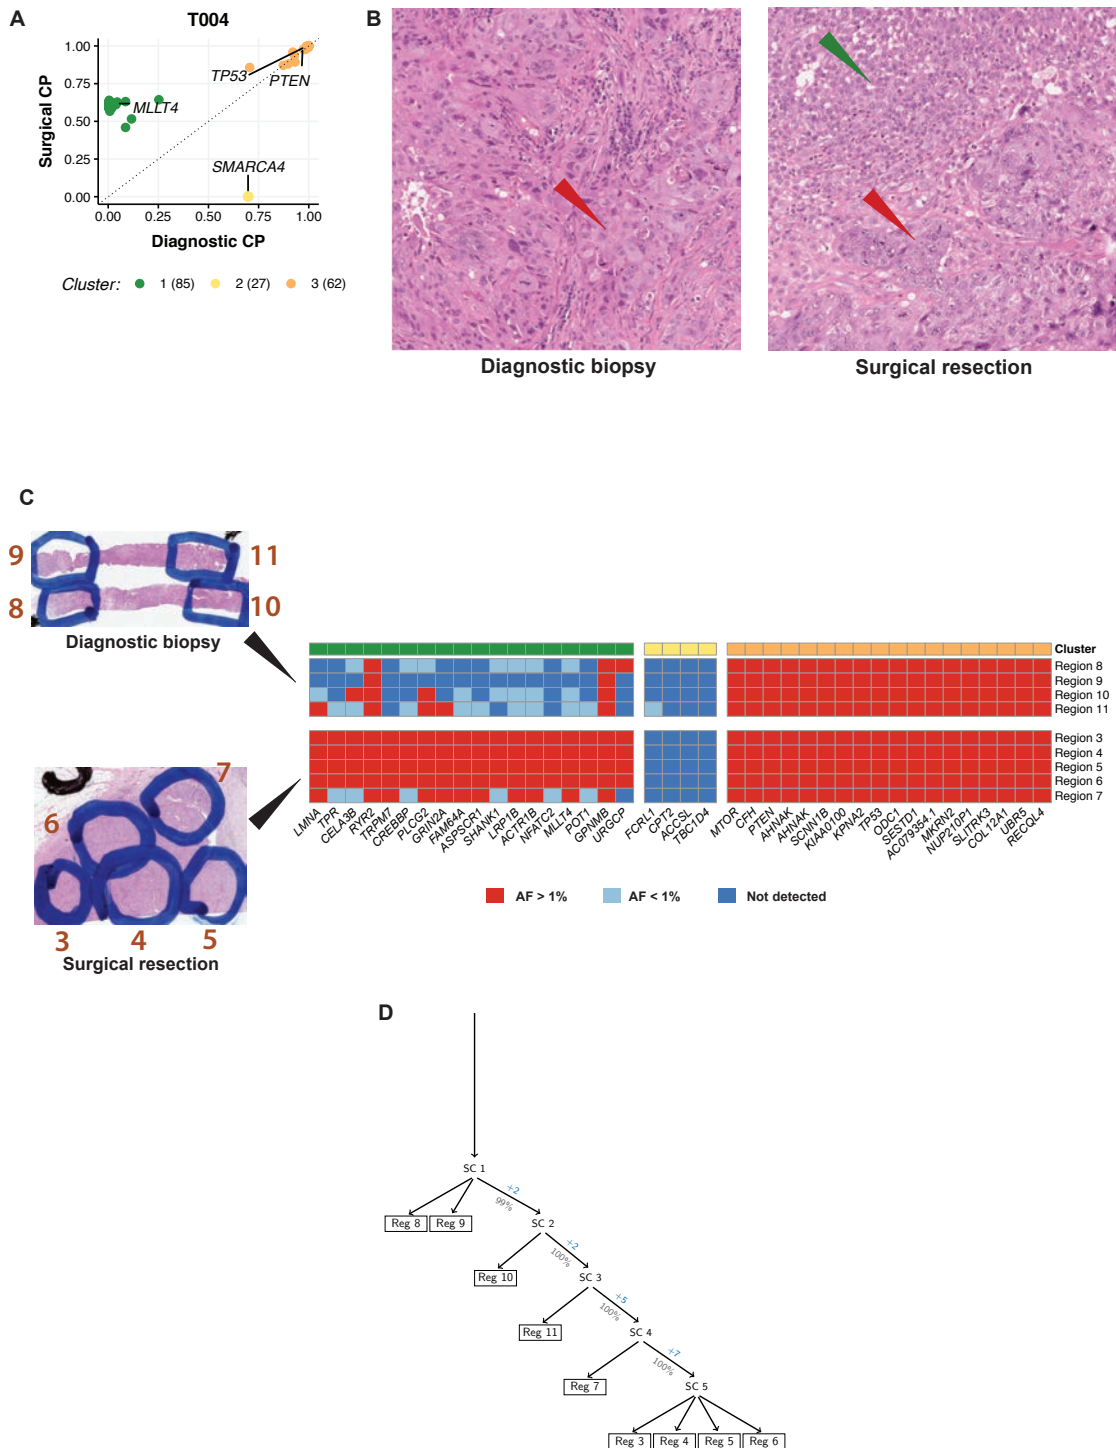 A
T004
1.00
0.75
0.50
0.25
0.00
Surgical CP
TP53
PTEN
MLLT4
SMARCA4
0.00 0.25 0.50 0.75 1.00
Diagnostic CP
Cluster: 1 (85) 2 (27) 3 (62)
B
Diagnostic biopsy
Surgical resection
C
9
11
8
10
Diagnostic biopsy
7
6
3
4
5
Surgical resection
Cluster
Region 8
Region 9
Region 10
Region 11
Region 3
Region 4
Region 5
Region 6
Region 7
LMNA
TPR
CELA3B
RYR2
TRPM7
CREBBP
PLCG2
GRIN2A
FAM64A
ASPSCR1
SHANK1
LRP1B
ACTR1B
NFATC2
MLLT4
POT1
GPNMB
URGCP
FCRL1
CPT2
ACCSL
TBC1D4
MTOR
CFH
PTEN
AHNAK
AHNAK
SCNN1B
KIAA0100
KPNA2
TP53
ODC1
SESTD1
AC079354.1
MKRN2
NUP210P1
SLITRK3
COL12A1
UBR5
RECQL4
AF > 1% AF < 1% Not detected
D
SC 1
+2
99%
Reg 8 Reg 9 SC 2
+2
100%
Reg 10 SC 3
+5
100%
Reg 11 SC 4
+7
100%
Reg 7 SC 5
Reg 3 Reg 4 Reg 5 Reg 6